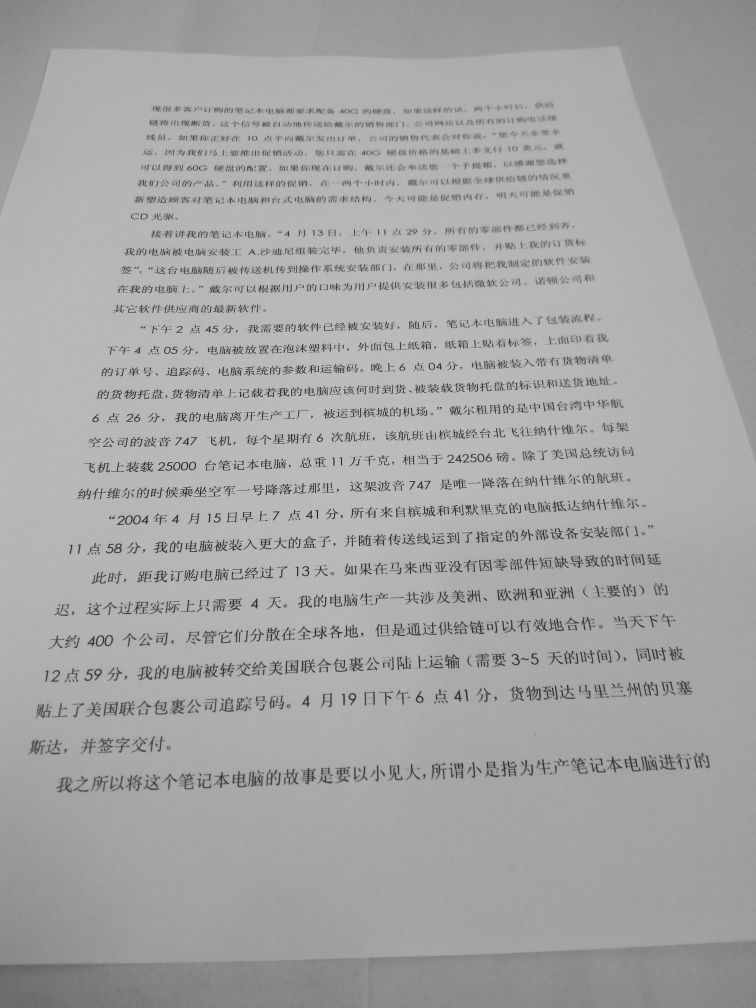 现很多客户订购的笔记本电脑都要求配备 40G 的硬盘，如果这样的话，两个小时后，供给
链将出现断货。这个信号被自动地传送给戴尔的销售部门、公司网站以及所有的订购电话接
线员。如果你正好在 10 点半向戴尔发出订单，公司的销售代表会对你说，“您今天非常幸
运，因为我们马上要推出促销活动，您只需在 40G 硬盘价格的基础上多支付 10 美元，就
可以得到 60G 硬盘的配置。如果你现在订购，戴尔还会奉送您一个手提箱，以感谢您选择
我们公司的产品。”利用这样的促销，在一两个小时内，戴尔可以根据全球供给链的情况重
新塑造顾客对笔记本电脑和台式电脑的需求结构。今天可能是促销内存，明天可能是促销
CD 光驱。
接着讲我的笔记本电脑。“4 月 13 日，上午 11 点 29 分，所有的零部件都已经到齐，
我的电脑被电脑安装工 A.沙迪尼组装完毕，他负责安装所有的零部件，并贴上我的订货标
签”，“这台电脑随后被传送机传到操作系统安装部门，在那里，公司将把我制定的软件安装
在我的电脑上。”戴尔可以根据用户的口味为用户提供安装很多包括微软公司、诺顿公司和
其它软件供应商的最新软件。
“下午 2 点 45 分，我需要的软件已经被安装好，随后，笔记本电脑进入了包装流程。
下午 4 点 05 分，电脑被放置在泡沫塑料中，外面包上纸箱，纸箱上贴着标签，上面印着我
的订单号、追踪码、电脑系统的参数和运输码。晚上 6 点 04 分，电脑被装入带有货物清单
的货物托盘，货物清单上记载着我的电脑应该何时到货、被装载货物托盘的标识和送货地址。
6 点 26 分，我的电脑离开生产工厂，被运到槟城的机场。”戴尔租用的是中国台湾中华航
空公司的波音 747 飞机，每个星期有 6 次航班，该航班由槟城经台北飞往纳什维尔。每架
飞机上装载 25000 台笔记本电脑，总重 11 万千克，相当于 242506 磅。除了美国总统访问
纳什维尔的时候乘坐空军一号降落过那里，这架波音 747 是唯一降落在纳什维尔的航班。
“2004 年 4 月 15 日早上 7 点 41 分，所有来自槟城和利默里克的电脑抵达纳什维尔。
11 点 58 分，我的电脑被装入更大的盒子，并随着传送线运到了指定的外部设备安装部门。”
此时，距我订购电脑已经过了 13 天。如果在马来西亚没有因零部件短缺导致的时间延
迟，这个过程实际上只需要 4 天。我的电脑生产一共涉及美洲、欧洲和亚洲（主要的）的
大约 400 个公司，尽管它们分散在全球各地，但是通过供给链可以有效地合作。当天下午
12 点 59 分，我的电脑被转交给美国联合包裹公司陆上运输（需要 3~5 天的时间），同时被
贴上了美国联合包裹公司追踪号码。4 月 19 日下午 6 点 41 分，货物到达马里兰州的贝塞
斯达，并签字交付。
我之所以将这个笔记本电脑的故事是要以小见大，所谓小是指为生产笔记本电脑进行的